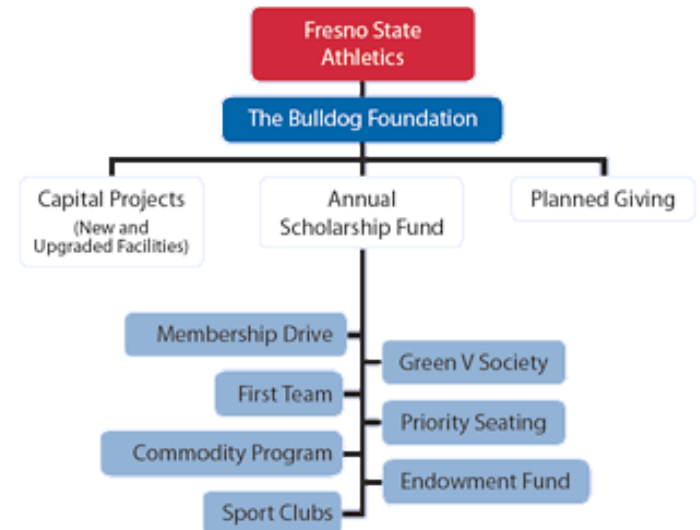 Fresno State
Athletics
The Bulldog Foundation
Capital Projects
(New and
Upgraded Facilities)
Annual
Scholarship Fund
Planned Giving
Membership Drive
Green V Society
First Team
Priority Seating
Commodity Program
Endowment Fund
Sport Clubs